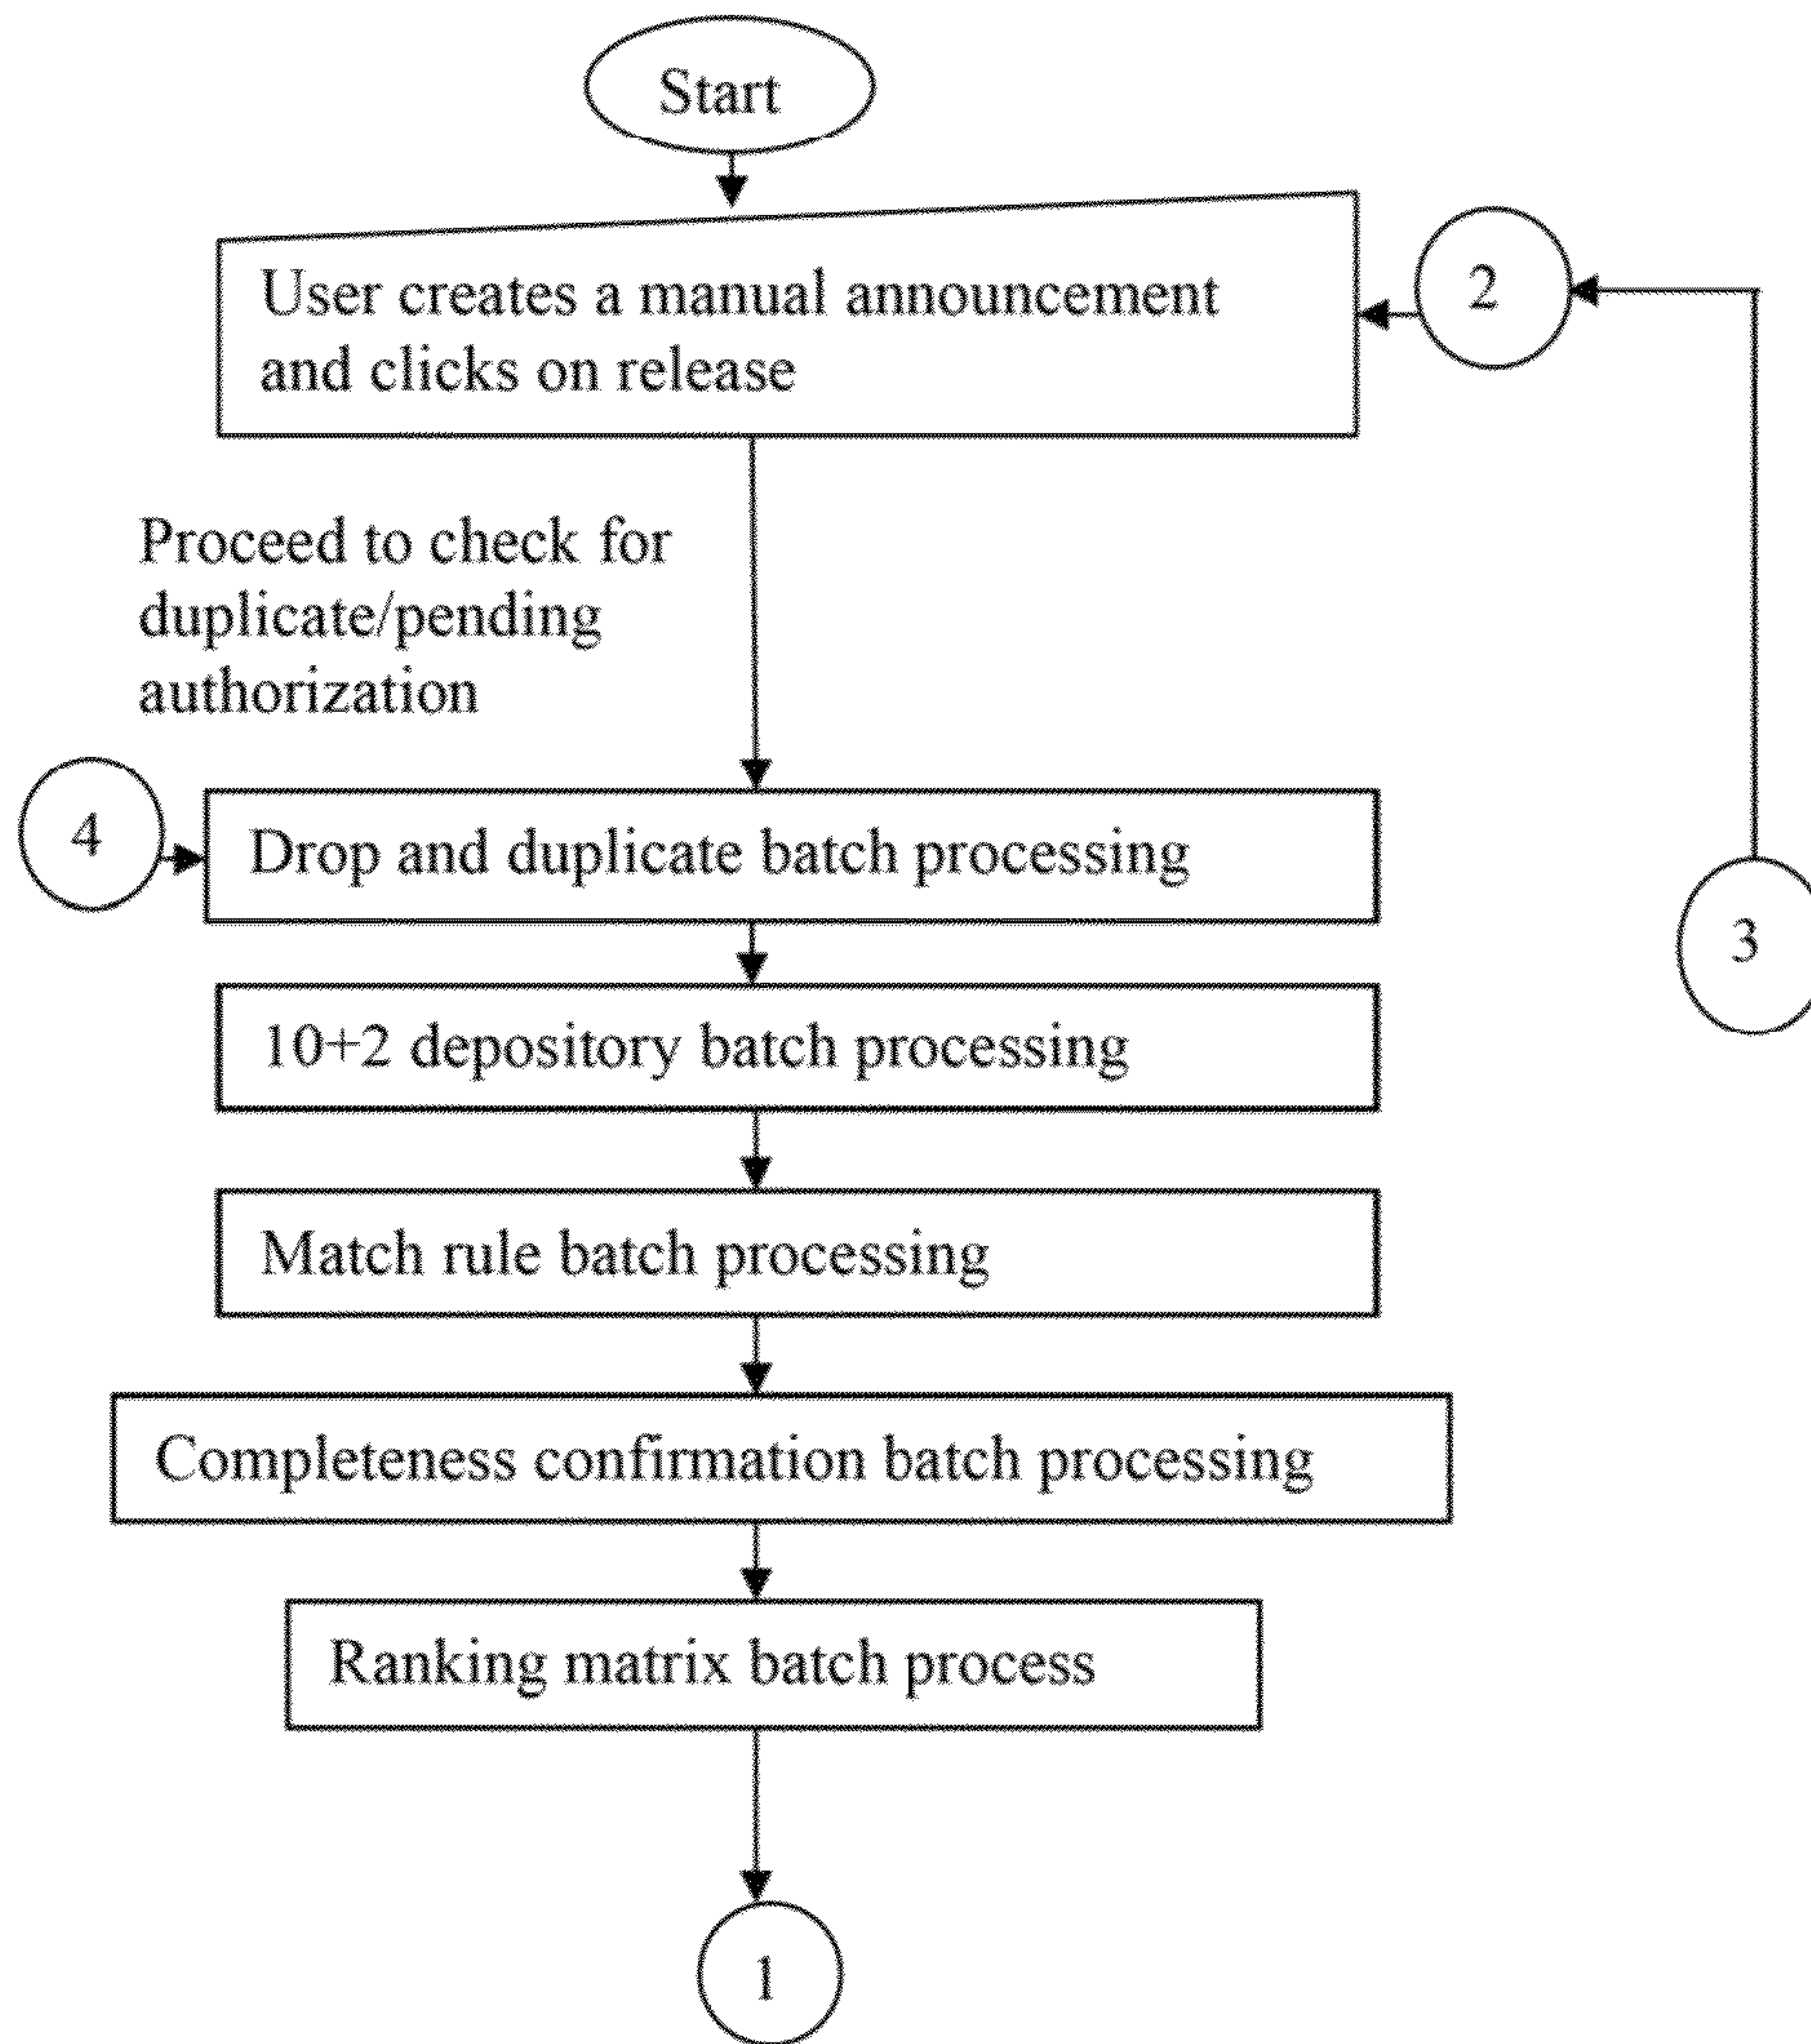 Start
User creates a manual announcement
and clicks on release
2
Proceed to check for
duplicate/pending
authorization
4
Drop and duplicate batch processing
3
10+2 depository batch processing
Match rule batch processing
Completeness confirmation batch processing
Ranking matrix batch process
1